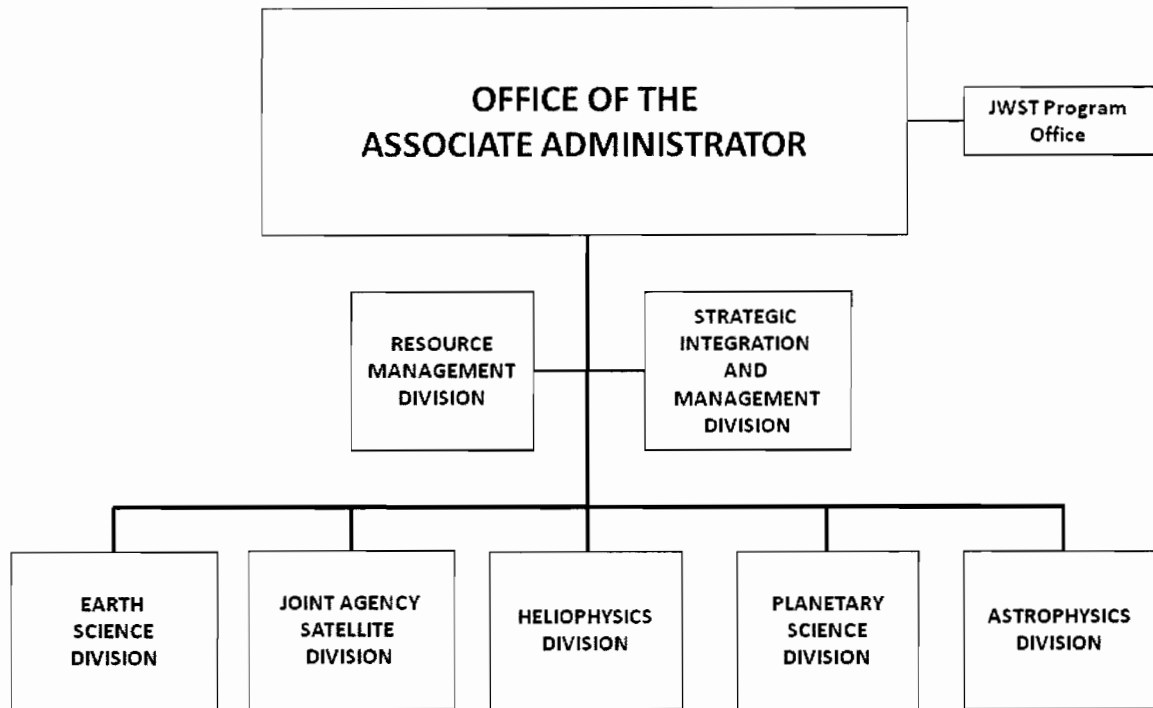 OFFICE OF THE
ASSOCIATE ADMINISTRATOR
JWST Program
Office
RESOURCE
MANAGEMENT
DIVISION
STRATEGIC
INTEGRATION
AND
MANAGEMENT
DIVISION
EARTH
SCIENCE
DIVISION
JOINT AGENCY
SATELLITE
DIVISION
HELIOPHYSICS
DIVISION
PLANETARY
SCIENCE
DIVISION
ASTROPHYSICS
DIVISION